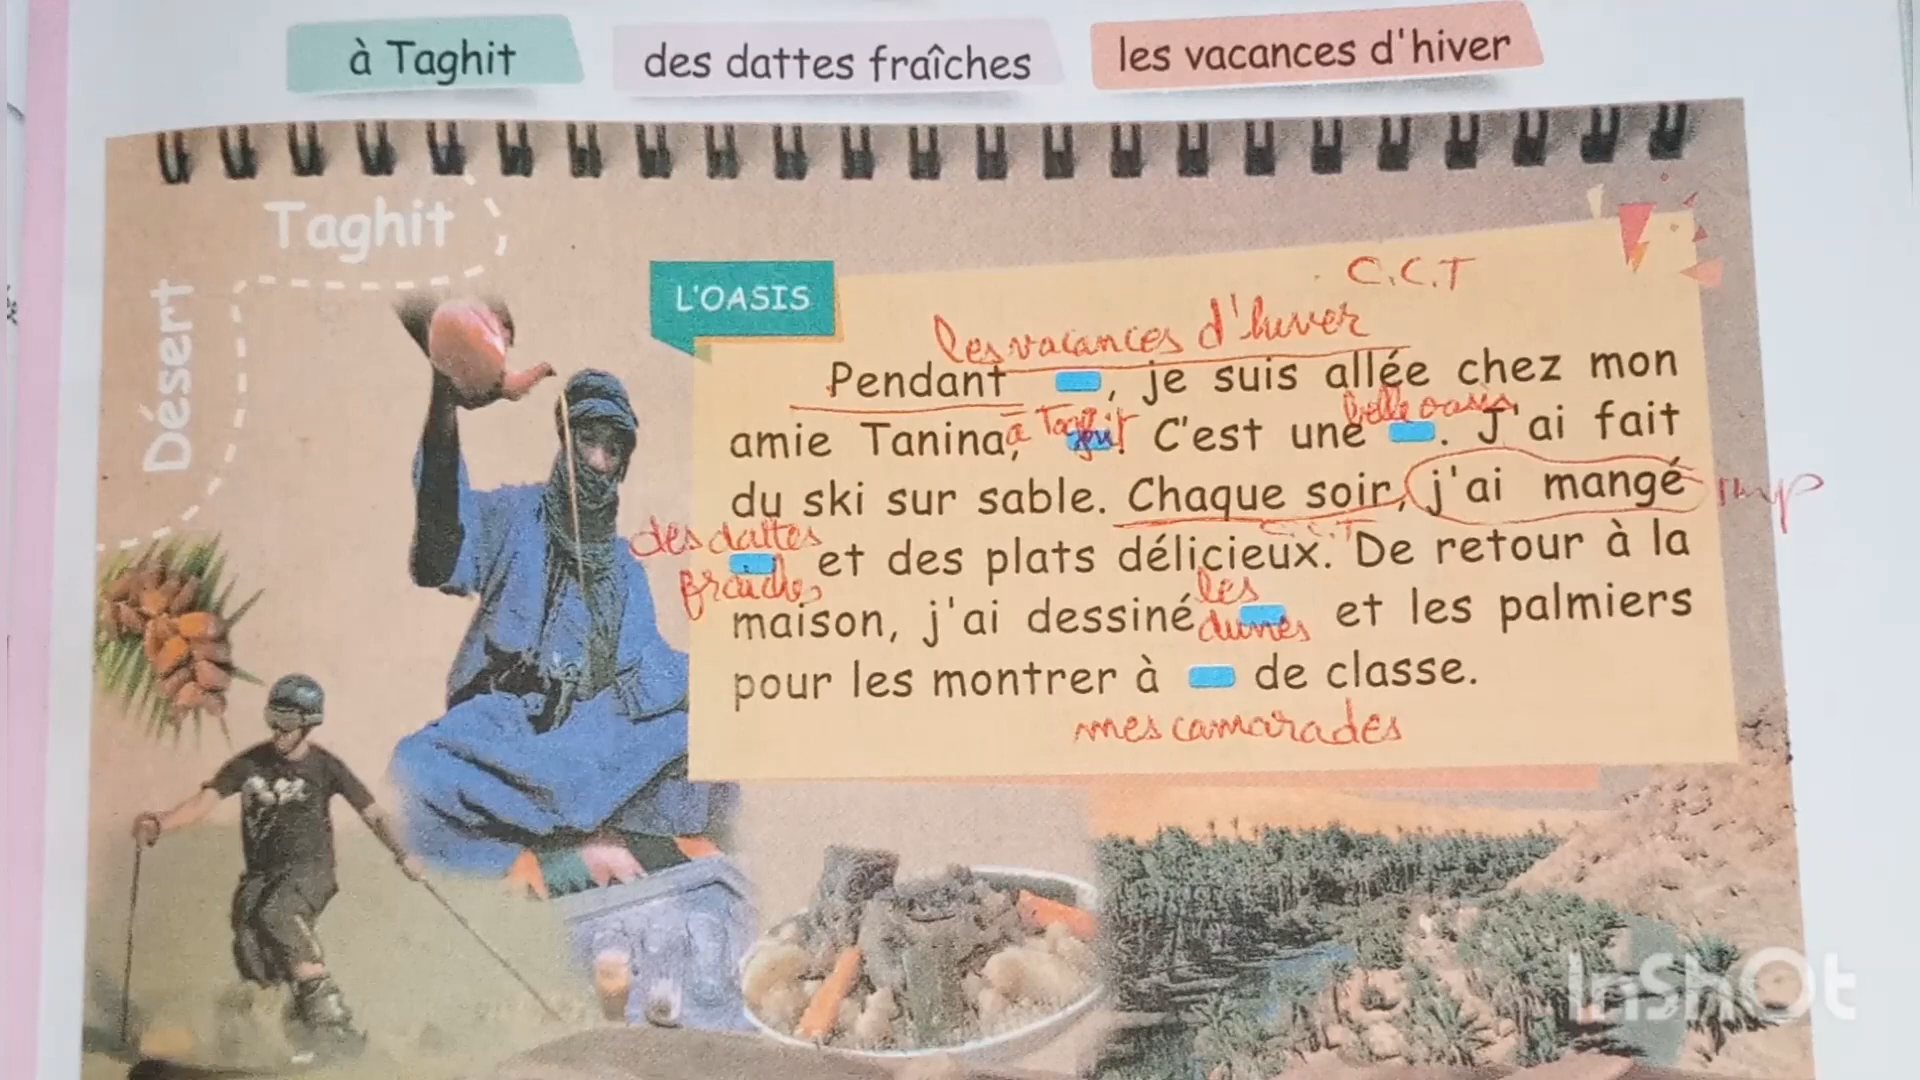 à Taghit des dattes fraîches les vacances d'hiver
Taghit
Désert
L'OASIS
C.C.T
les vacances d'hiver
Pendant , je suis allée chez mon
à Taghit belle oasis
amie Tanina, ! C'est une . J'ai fait
du ski sur sable. Chaque soir, j'ai mangé imp
des dattes C.C.T
et des plats délicieux. De retour à la
fraîches les
maison, j'ai dessiné dunes et les palmiers
pour les montrer à de classe.
mes camarades
InShOt